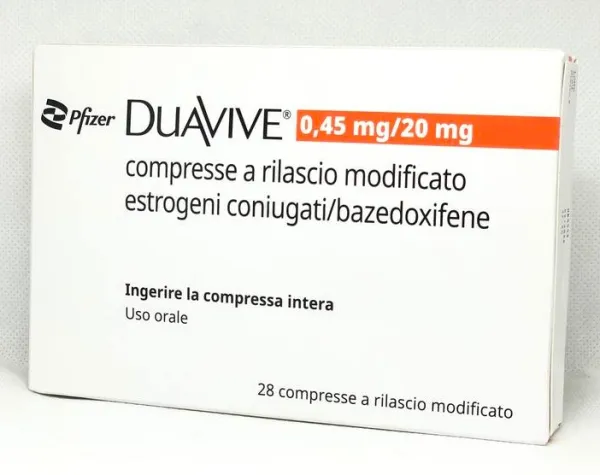 Pfizer DUAVIVE® 0,45 mg/20 mg
compresse a rilascio modificato
estrogeni coniugati/bazedoxifene
Ingerire la compressa intera
Uso orale
28 compresse a rilascio modificato